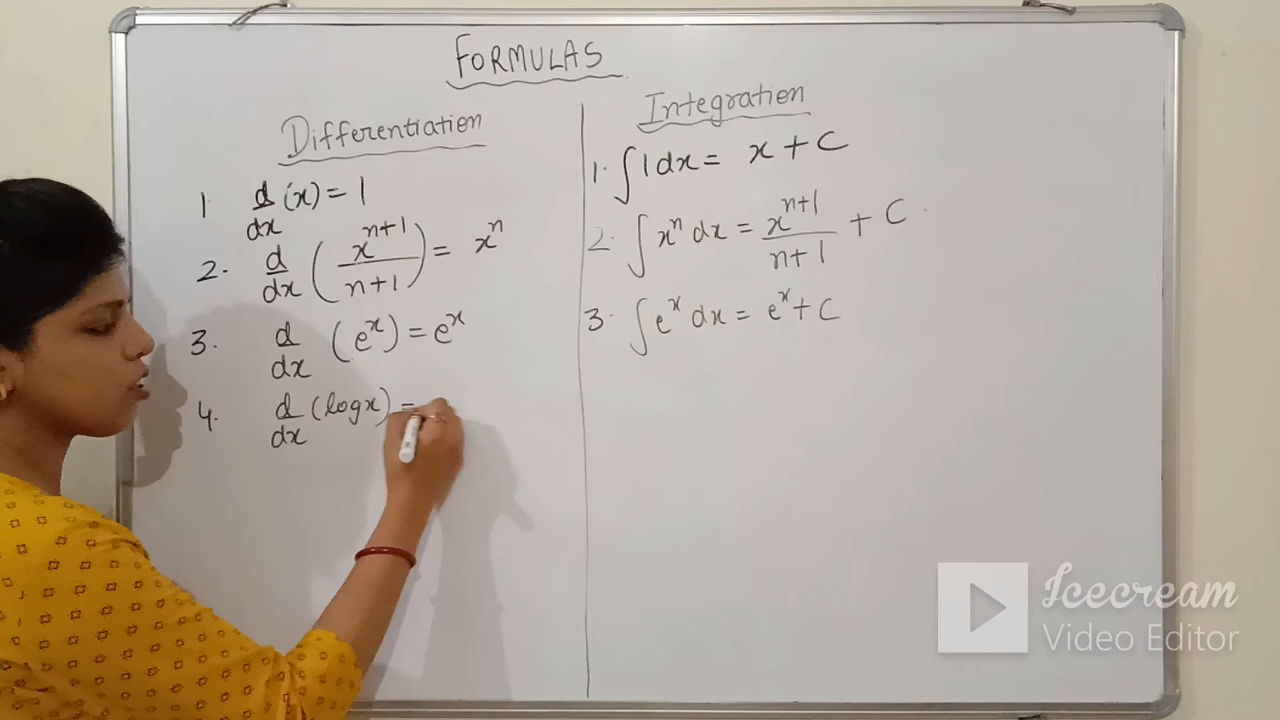 FORMULAS
Differentiation
1 d/dx (x) = 1
2. d/dx (x^(n+1)/(n+1)) = x^n
3. d/dx (e^x) = e^x
4. d/dx (logx) =
Integration
1. ∫1dx = x + C
2. ∫x^n dx = x^(n+1)/(n+1) + C
3. ∫e^x dx = e^x + C
Icecream
Video Editor